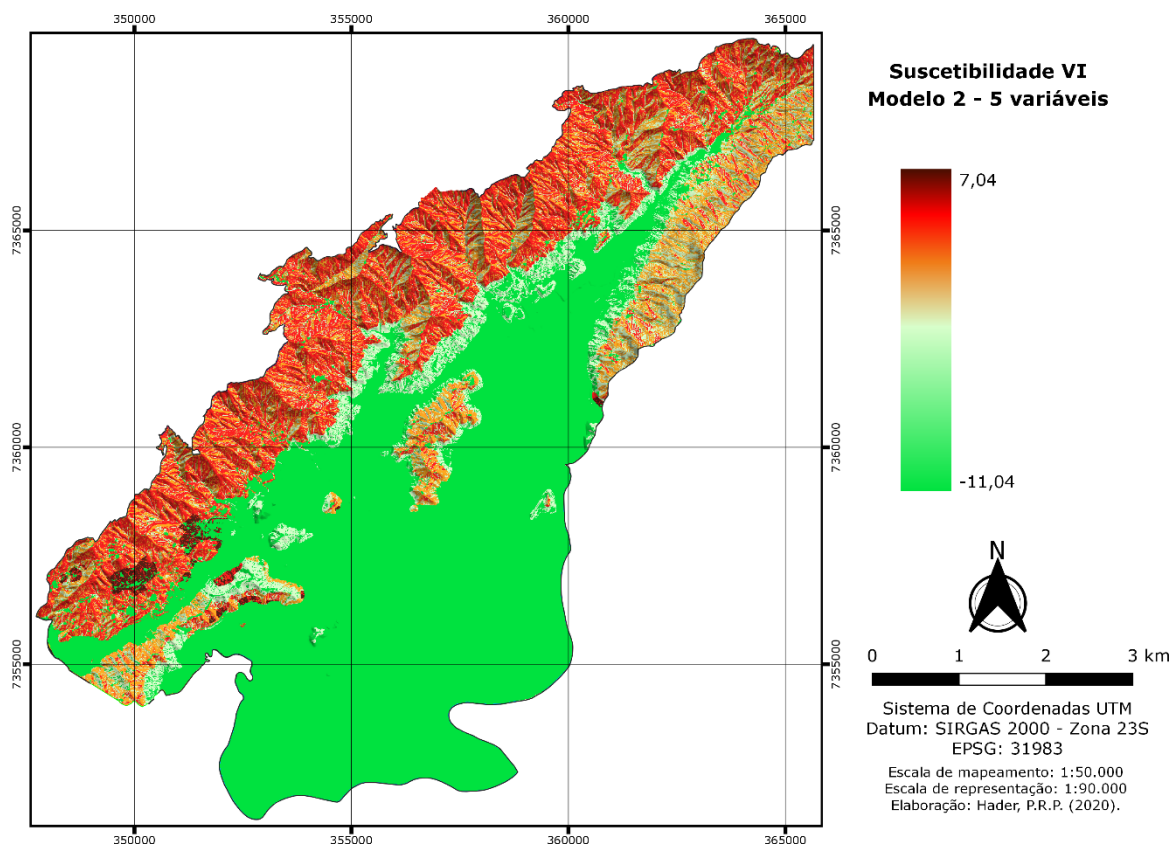 350000 355000 360000 365000
7365000 7365000
7360000 7360000
7355000 7355000
350000 355000 360000 365000
Suscetibilidade VI
Modelo 2 - 5 variáveis
7,04
-11,04
N
0 1 2 3 km
Sistema de Coordenadas UTM
Datum: SIRGAS 2000 - Zona 23S
EPSG: 31983
Escala de mapeamento: 1:50.000
Escala de representação: 1:90.000
Elaboração: Hader, P.R.P. (2020).